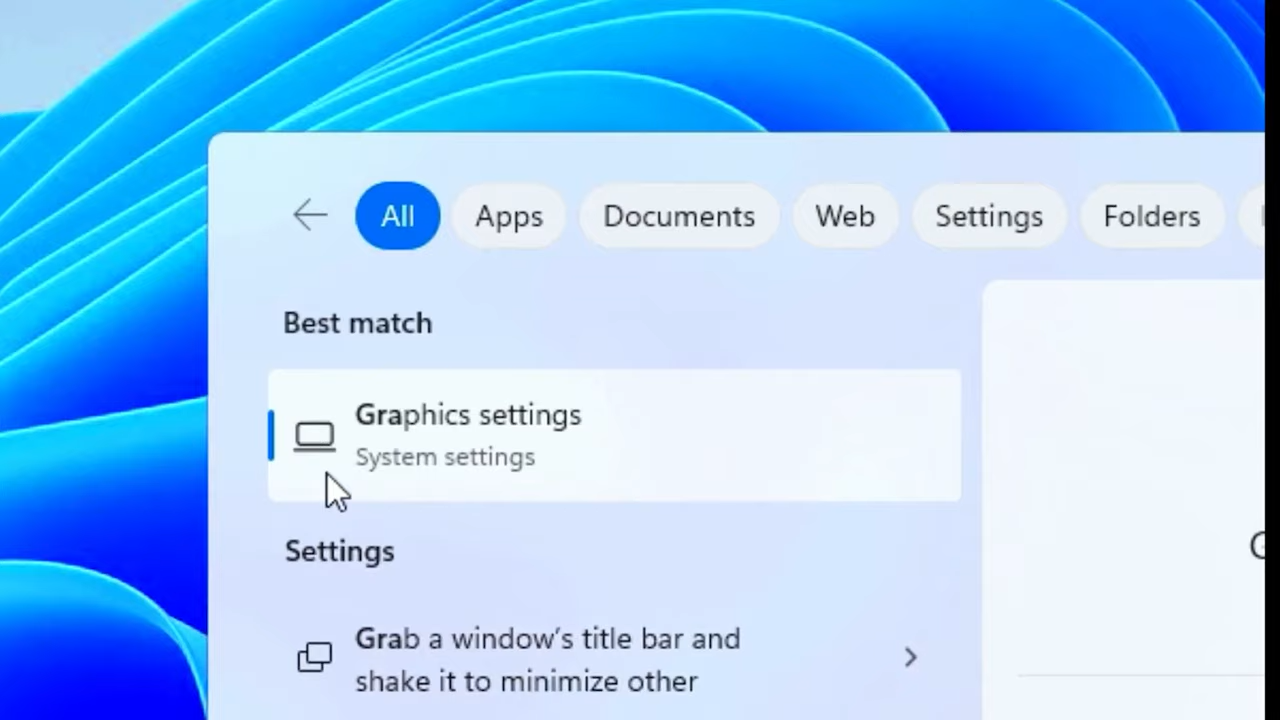 All Apps Documents Web Settings Folders
Best match
Graphics settings
System settings
Settings
Grab a window's title bar and
shake it to minimize other